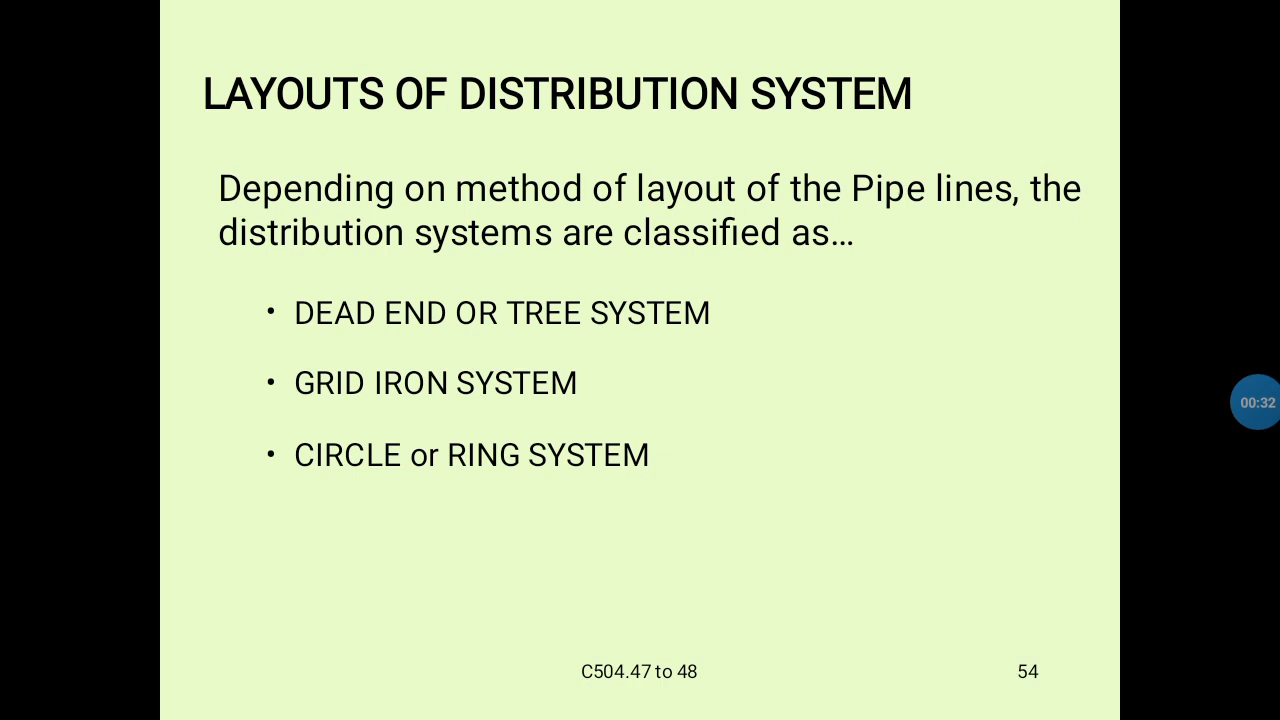 LAYOUTS OF DISTRIBUTION SYSTEM
Depending on method of layout of the Pipe lines, the
distribution systems are classified as…
• DEAD END OR TREE SYSTEM
• GRID IRON SYSTEM
• CIRCLE or RING SYSTEM
00:32
C504.47 to 48
54